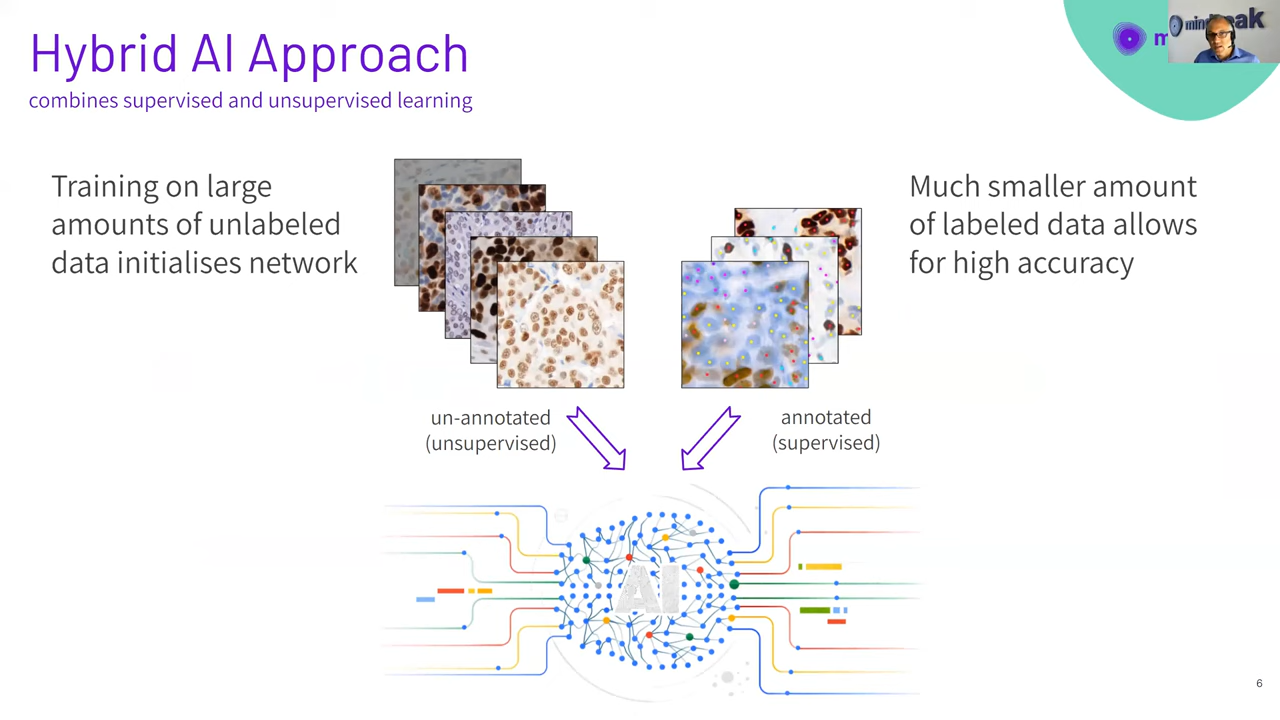 Hybrid AI Approach
combines supervised and unsupervised learning
Training on large
amounts of unlabeled
data initialises network
Much smaller amount
of labeled data allows
for high accuracy
un-annotated
(unsupervised)
annotated
(supervised)
AI
6